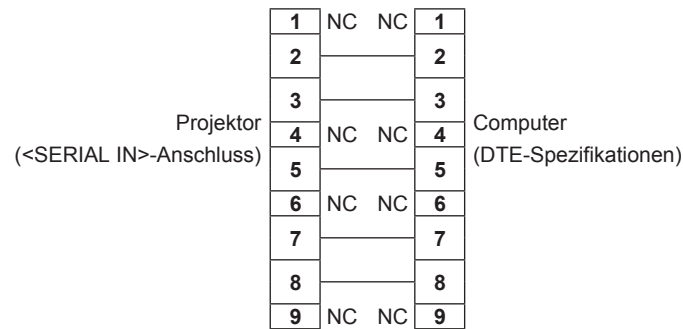 1 NC NC 1
2 2
3 3
Projektor
(<SERIAL IN>-Anschluss)
4 NC NC 4
Computer
(DTE-Spezifikationen)
5 5
6 NC NC 6
7 7
8 8
9 NC NC 9